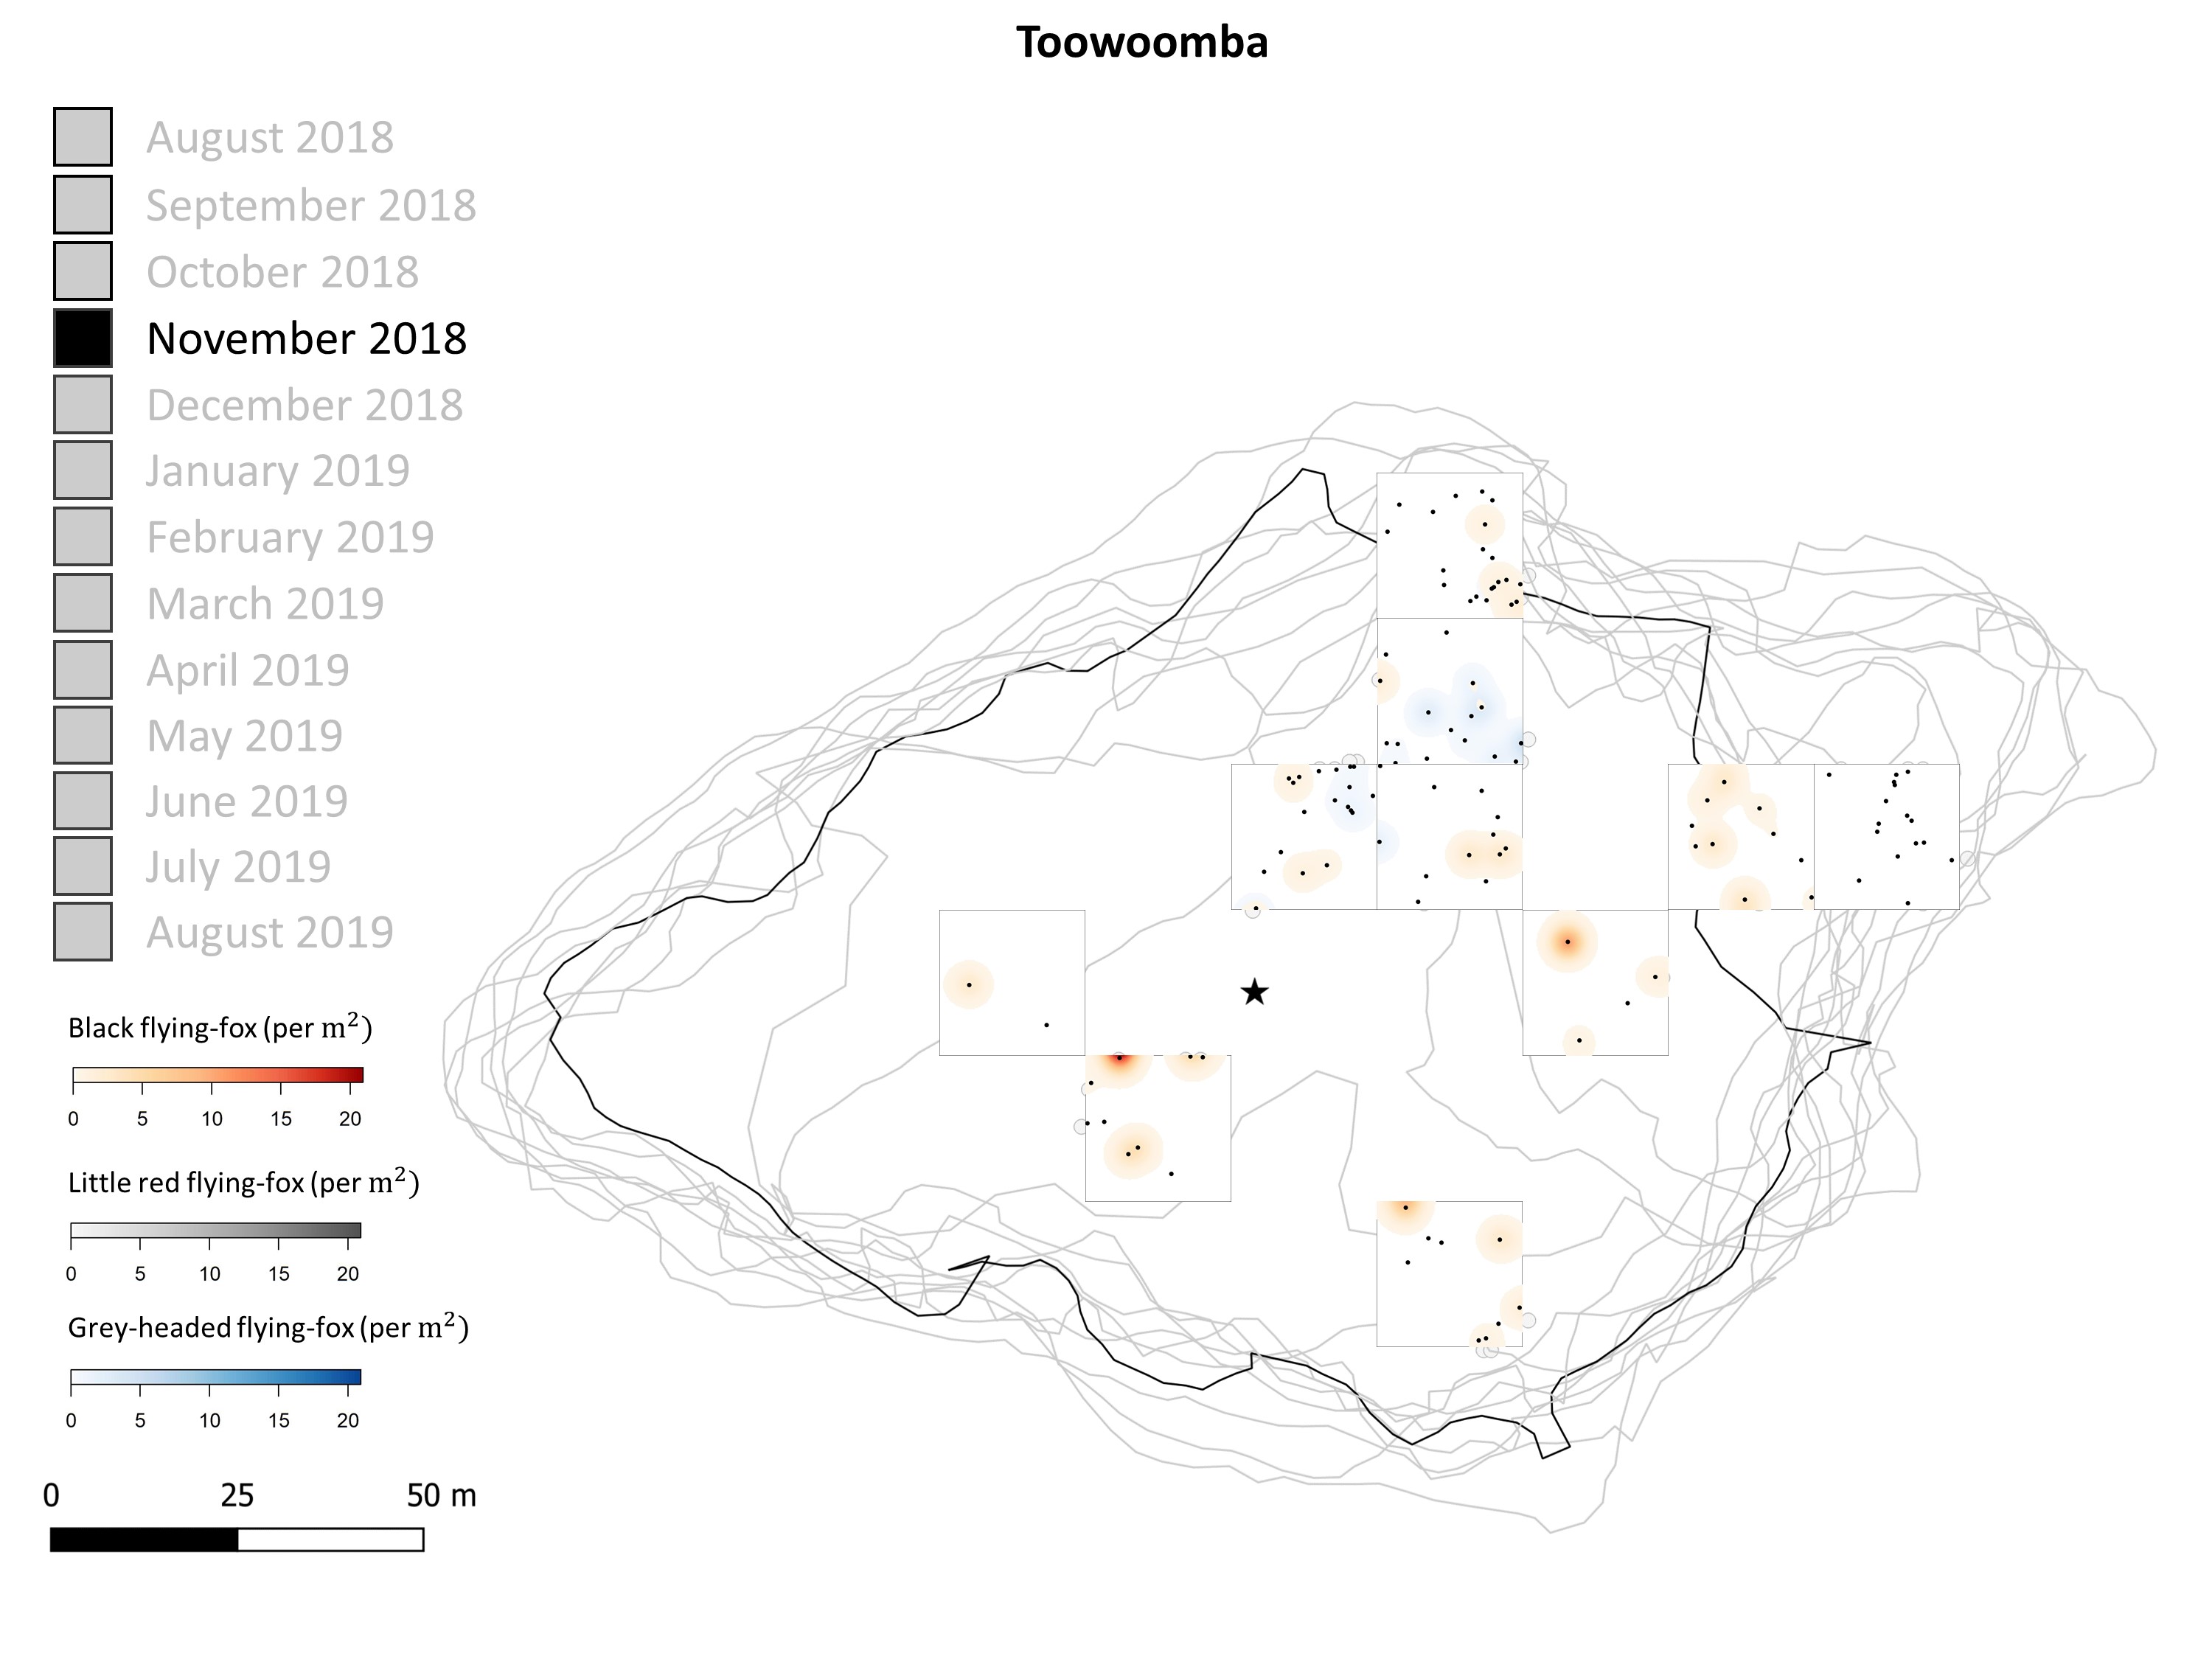 Toowoomba
August 2018
September 2018
October 2018
November 2018
December 2018
January 2019
February 2019
March 2019
April 2019
May 2019
June 2019
July 2019
August 2019
Black flying-fox (per m²)
0 5 10 15 20
Little red flying-fox (per m²)
0 5 10 15 20
Grey-headed flying-fox (per m²)
0 5 10 15 20
0 25 50 m